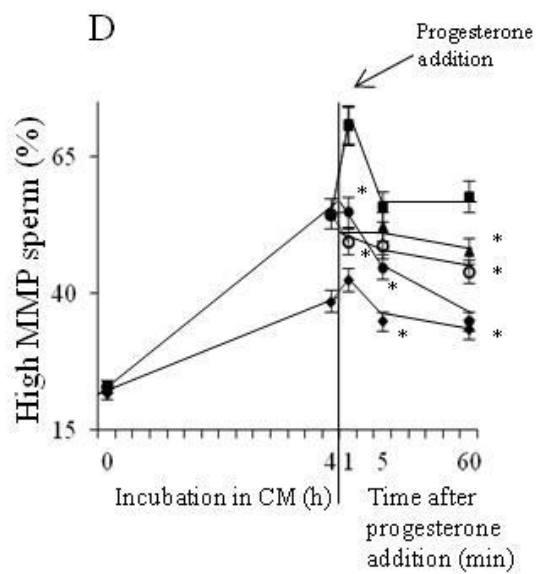 D
Progesterone
addition
High MMP sperm (%)
65
40
15
0 4 1 5 60
Incubation in CM (h)
Time after
progesterone
addition (min)
*
*
*
*
*
*
*